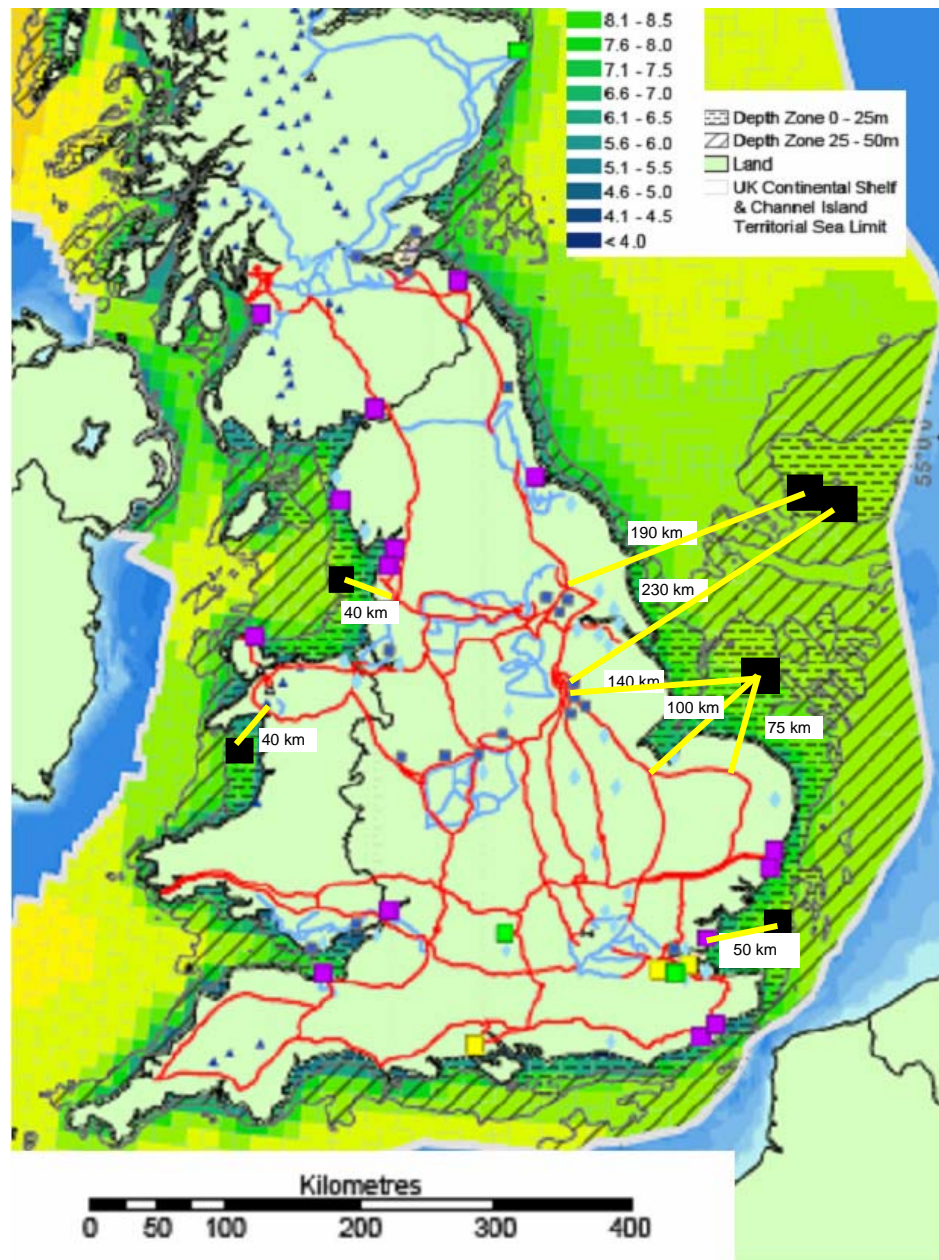 8.1 - 8.5
7.6 - 8.0
7.1 - 7.5
6.6 - 7.0
6.1 - 6.5
5.6 - 6.0
5.1 - 5.5
4.6 - 5.0
4.1 - 4.5
< 4.0
Depth Zone 0 - 25m
Depth Zone 25 - 50m
Land
UK Continental Shelf
& Channel Island
Territorial Sea Limit
190 km
230 km
40 km
140 km
100 km
75 km
40 km
50 km
Kilometres
0 50 100 200 300 400